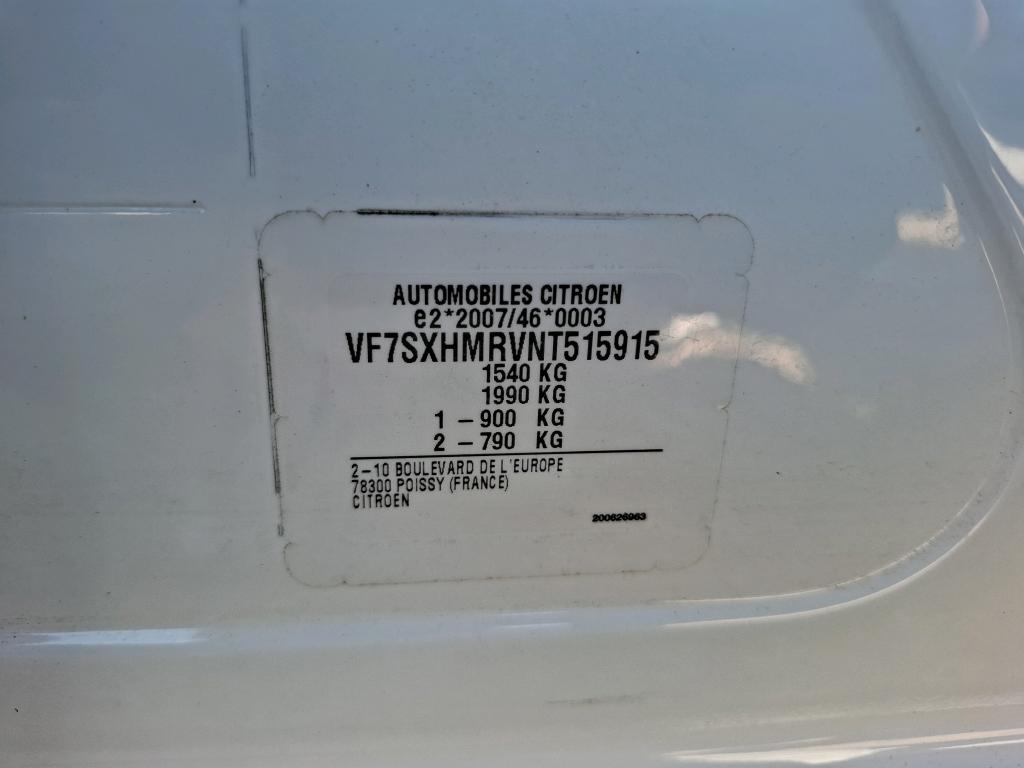 AUTOMOBILES CITROEN
e2*2007/46*0003
VF7SXHMRVNT515915
1540 KG
1990 KG
1 – 900 KG
2 – 790 KG
2–10 BOULEVARD DE L'EUROPE
78300 POISSY (FRANCE)
CITROEN
200626963